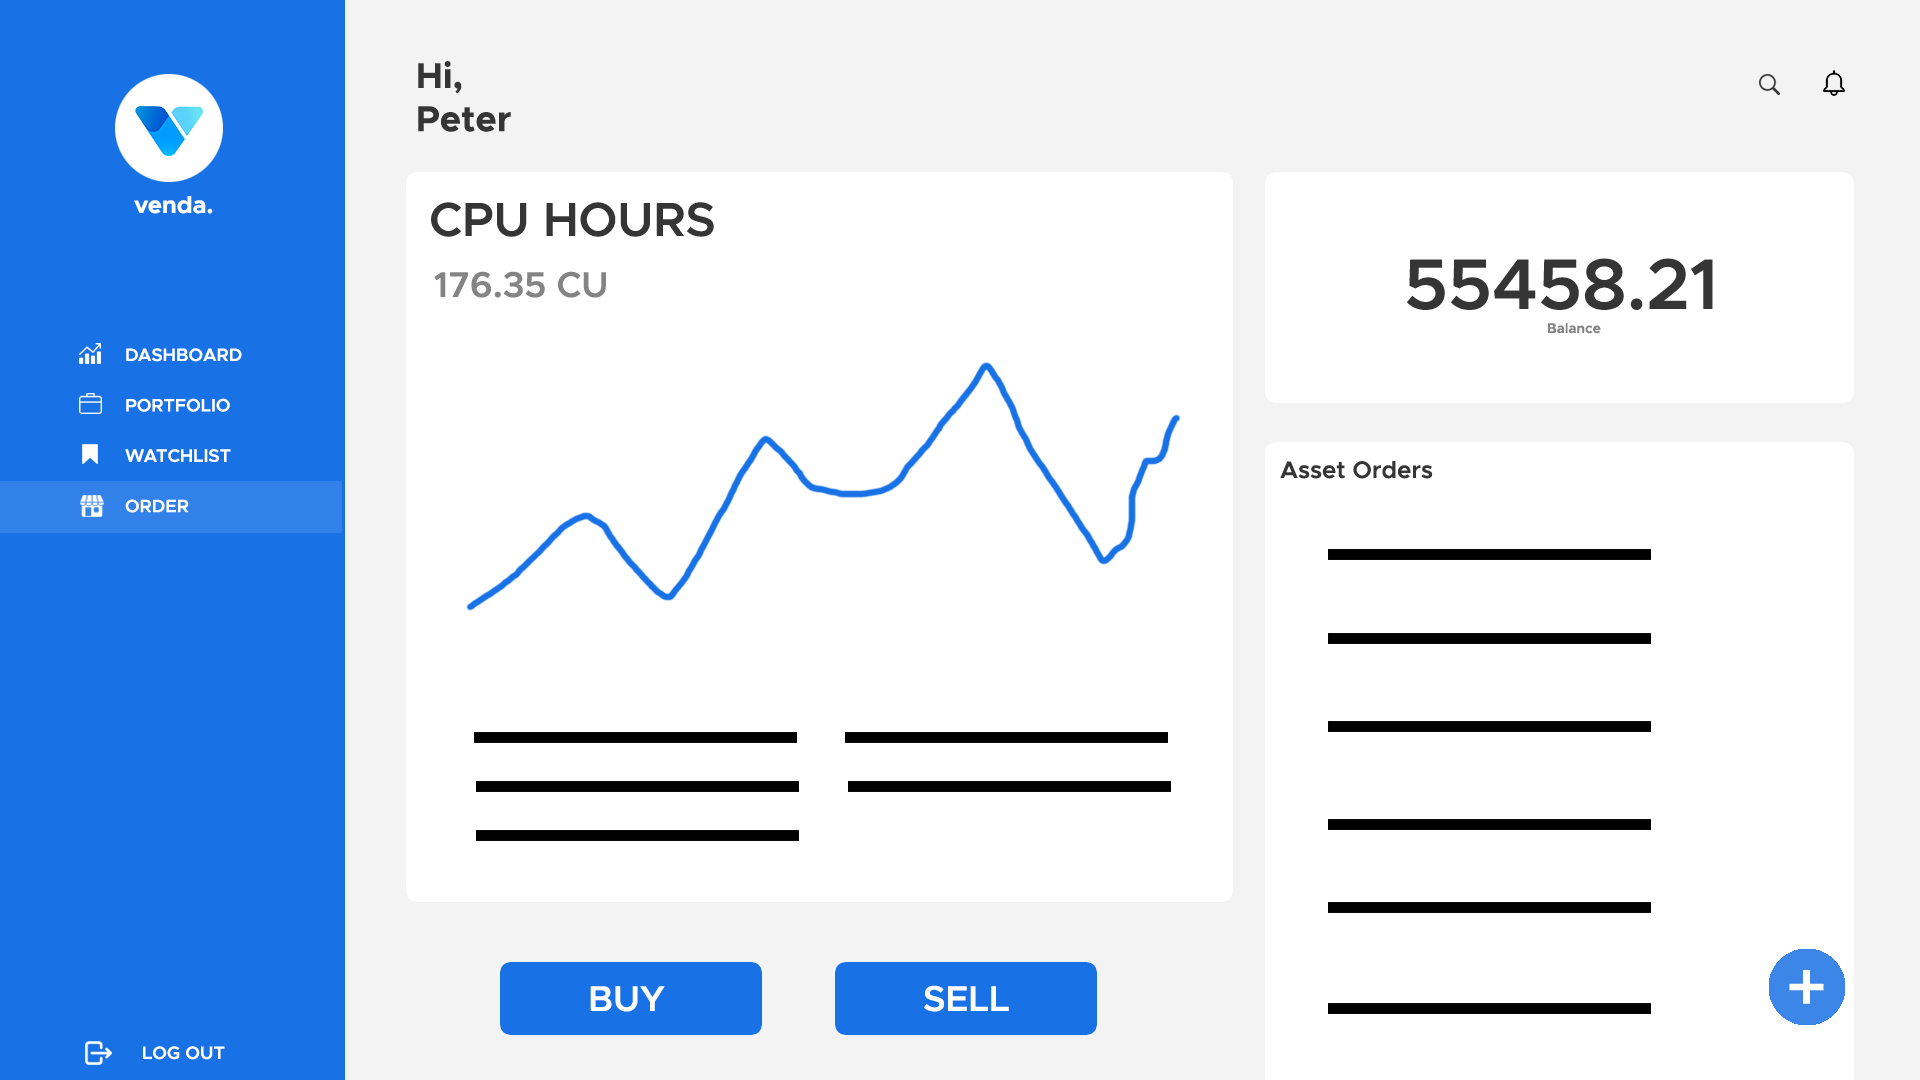 venda.
DASHBOARD
PORTFOLIO
WATCHLIST
ORDER
LOG OUT
Hi,
Peter
CPU HOURS
176.35 CU
BUY
SELL
55458.21
Balance
Asset Orders